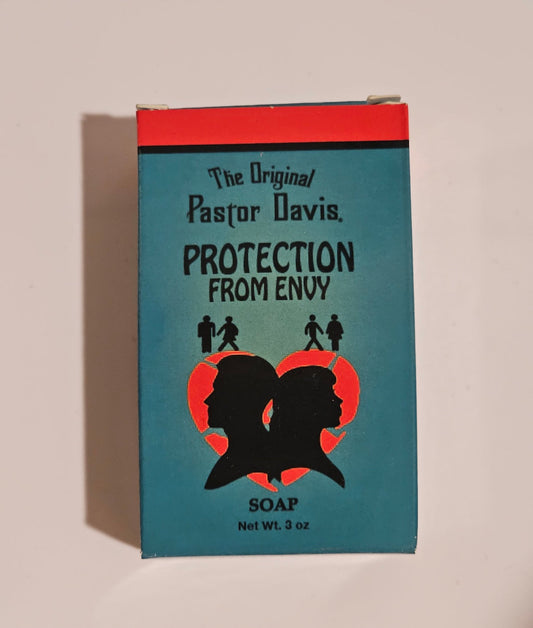 The Original
Pastor Davis®
PROTECTION
FROM ENVY
SOAP
Net Wt. 3 oz